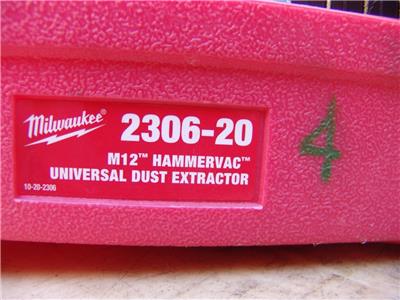 Milwaukee
2306-20
M12™ HAMMERVAC™
UNIVERSAL DUST EXTRACTOR
10-20-2306
4